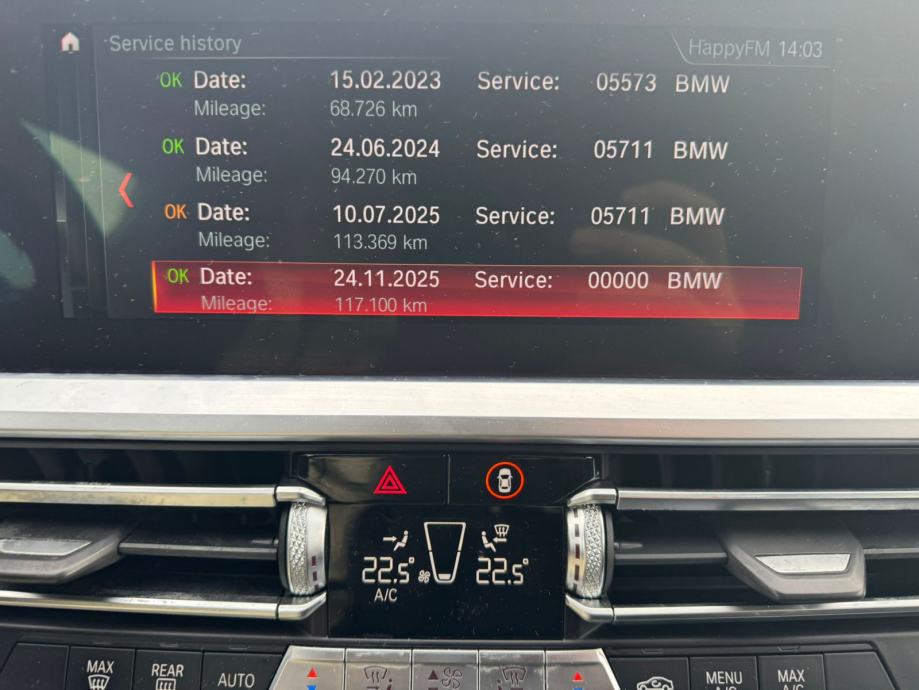 Service history
HappyFM 14:03
OK Date: 15.02.2023 Service: 05573 BMW
Mileage: 68.726 km
OK Date: 24.06.2024 Service: 05711 BMW
Mileage: 94.270 km
OK Date: 10.07.2025 Service: 05711 BMW
Mileage: 113.369 km
OK Date: 24.11.2025 Service: 00000 BMW
Mileage: 117.100 km
22.5° 22.5°
A/C
MAX REAR AUTO MENU MAX
A/C A/C